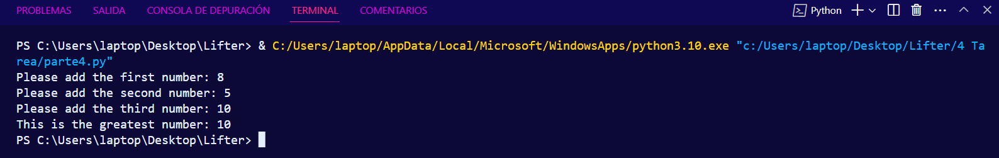 PROBLEMAS SALIDA CONSOLA DE DEPURACIÓN TERMINAL COMENTARIOS Python
PS C:\Users\laptop\Desktop\Lifter> & C:/Users/laptop/AppData/Local/Microsoft/WindowsApps/python3.10.exe "c:/Users/laptop/Desktop/Lifter/4 Ta
rea/parte4.py"
Please add the first number: 8
Please add the second number: 5
Please add the third number: 10
This is the greatest number: 10
PS C:\Users\laptop\Desktop\Lifter>